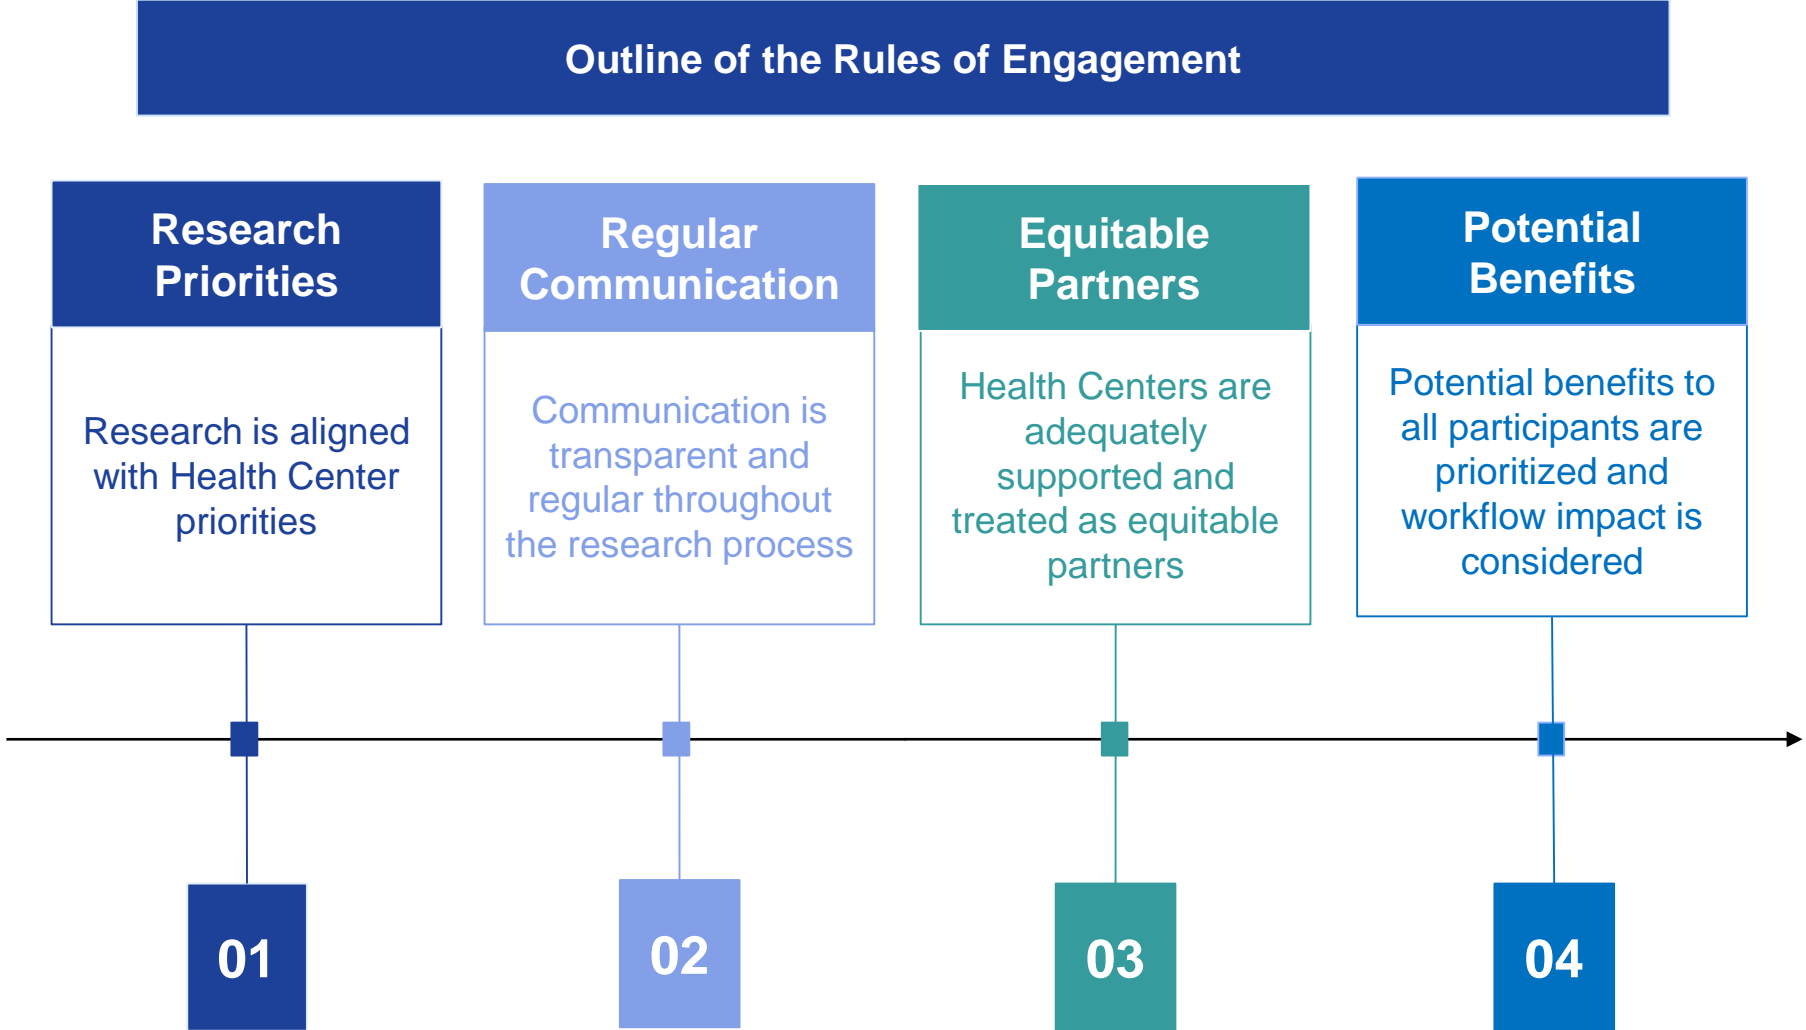 Outline of the Rules of Engagement
Research
Priorities
Research is aligned
with Health Center
priorities
Regular
Communication
Communication is
transparent and
regular throughout
the research process
Equitable
Partners
Health Centers are
adequately
supported and
treated as equitable
partners
Potential
Benefits
Potential benefits to
all participants are
prioritized and
workflow impact is
considered
01
02
03
04